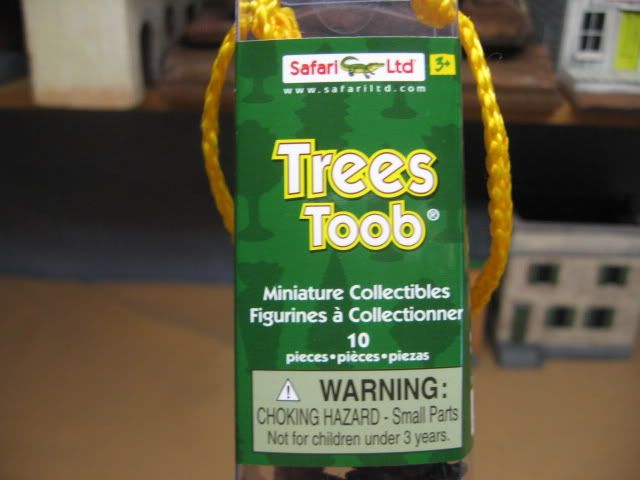 Safari Ltd® 3+
www.safariltd.com
Trees
Toob®
Miniature Collectibles
Figurines à Collectionner
10
pieces•pièces•piezas
WARNING:
CHOKING HAZARD - Small Parts
Not for children under 3 years.